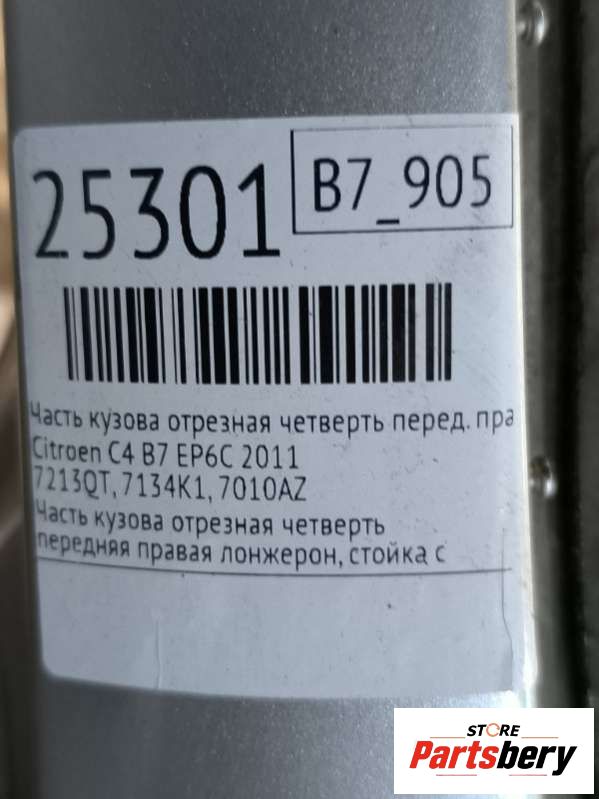 25301
B7_905
Часть кузова отрезная четверть перед. пра
Citroen C4 B7 EP6C 2011
7213QT, 7134K1, 7010AZ
Часть кузова отрезная четверть
передняя правая лонжерон, стойка с
STORE
Partsbery